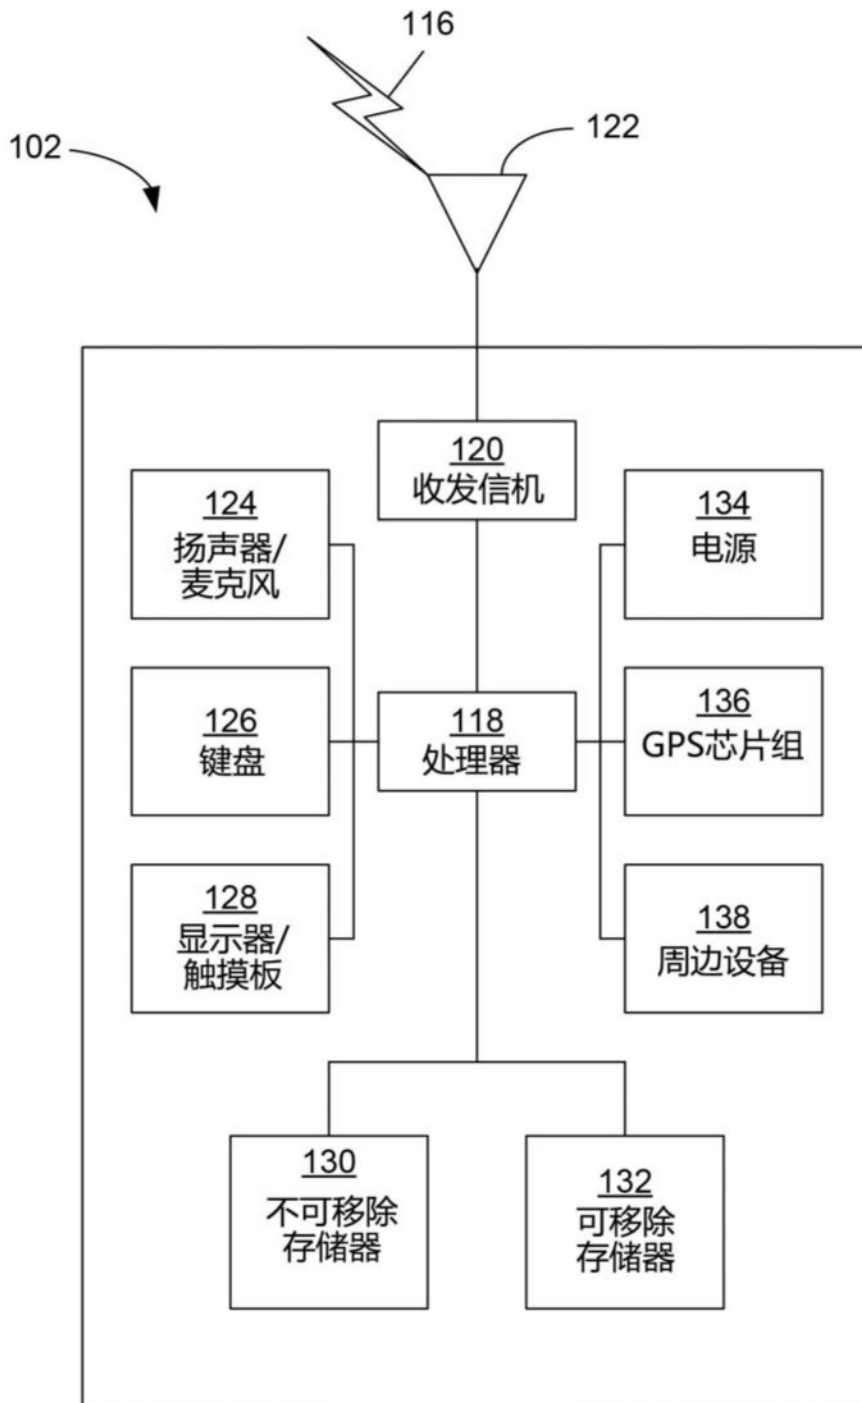 116
122
102
120
收发信机
124
扬声器/
麦克风
134
电源
126
键盘
118
处理器
136
GPS芯片组
128
显示器/
触摸板
138
周边设备
130
不可移除
存储器
132
可移除
存储器